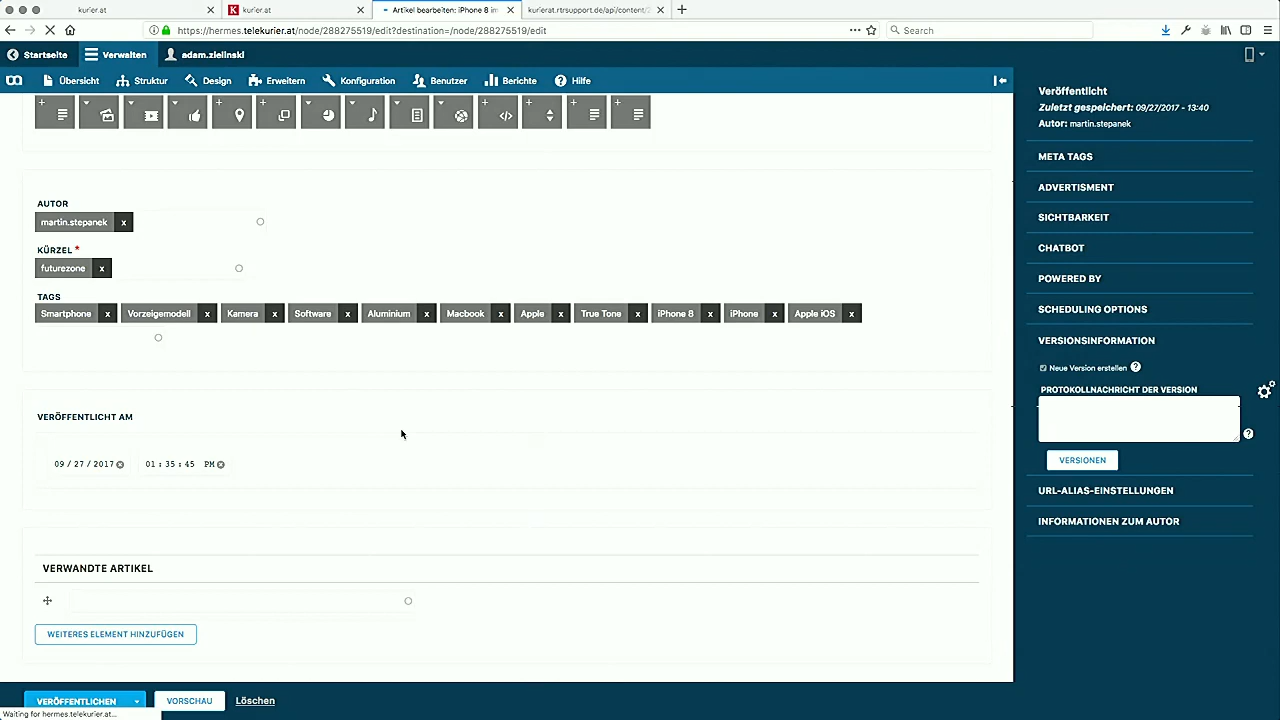 kurier.at
kurier.at
Artikel bearbeiten: iPhone 8 im
kurierat.rtrsupport.de/api/content/2
https://hermes.telekurier.at/node/288275519/edit?destination=/node/288275519/edit
Search
Startseite
Verwalten
adam.zielinski
Übersicht
Struktur
Design
Erweitern
Konfiguration
Benutzer
Berichte
Hilfe
AUTOR
martin.stepanek x
KÜRZEL *
futurezone x
TAGS
Smartphone x Vorzeigemodell x Kamera x Software x Aluminium x Macbook x Apple x True Tone x iPhone 8 x iPhone x Apple iOS x
VERÖFFENTLICHT AM
09 / 27 / 2017 01 : 35 : 45 PM
VERWANDTE ARTIKEL
WEITERES ELEMENT HINZUFÜGEN
VERÖFFENTLICHEN
VORSCHAU
Löschen
Waiting for hermes.telekurier.at...
Veröffentlicht
Zuletzt gespeichert: 09/27/2017 - 13:40
Autor: martin.stepanek
META TAGS
ADVERTISMENT
SICHTBARKEIT
CHATBOT
POWERED BY
SCHEDULING OPTIONS
VERSIONSINFORMATION
Neue Version erstellen ?
PROTOKOLLNACHRICHT DER VERSION
?
VERSIONEN
URL-ALIAS-EINSTELLUNGEN
INFORMATIONEN ZUM AUTOR